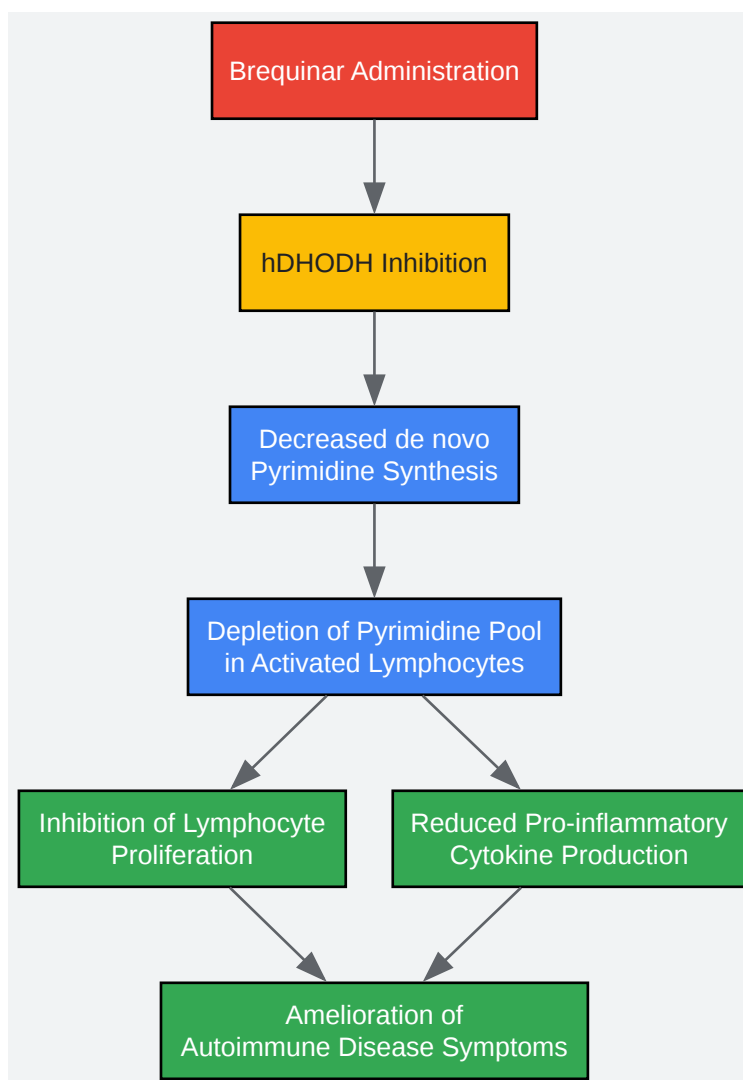 Brequinar Administration
hDHODH Inhibition
Decreased de novo
Pyrimidine Synthesis
Depletion of Pyrimidine Pool
in Activated Lymphocytes
Inhibition of Lymphocyte
Proliferation
Reduced Pro-inflammatory
Cytokine Production
Amelioration of
Autoimmune Disease Symptoms